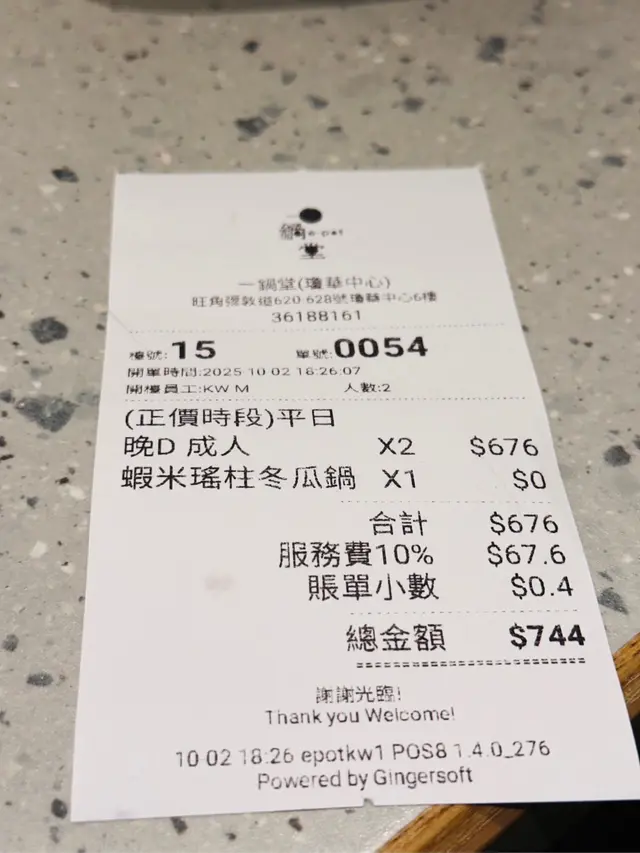 一鍋
e-pot
堂
一鍋堂(瓊華中心)
旺角彌敦道620-628號瓊華中心6樓
36188161
檯號:15 單號:0054
開單時間:2025-10-02 18:26:07
開檯員工:KW M 人數:2
(正價時段)平日
晚D 成人 X2 $676
蝦米瑤柱冬瓜鍋 X1 $0
合計 $676
服務費10% $67.6
賬單小數 $0.4
總金額 $744
謝謝光臨!
Thank you Welcome!
10-02 18:26 epotkw1 POS8 1.4.0_276
Powered by Gingersoft